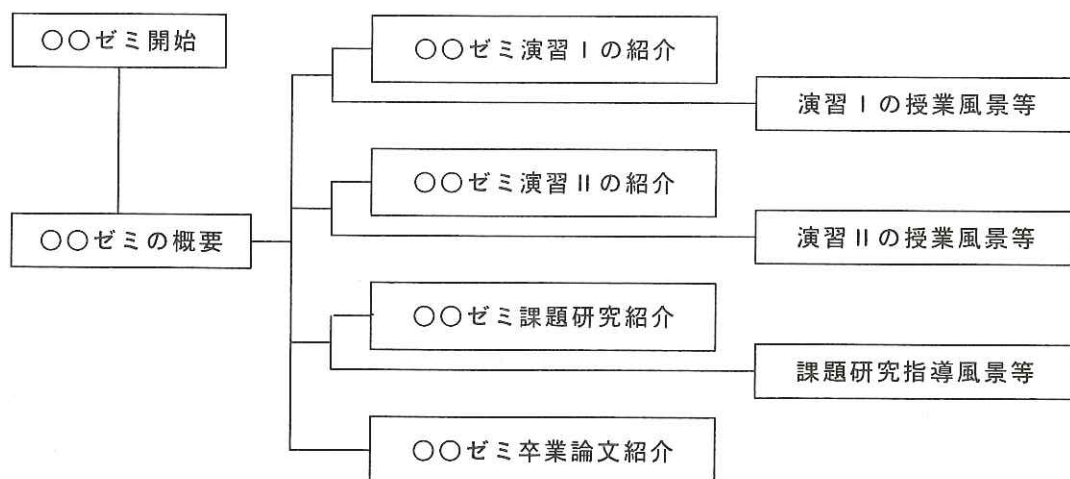 ○○ゼミ開始
○○ゼミ演習Ⅰの紹介
演習Ⅰの授業風景等
○○ゼミ演習Ⅱの紹介
○○ゼミの概要
演習Ⅱの授業風景等
○○ゼミ課題研究紹介
課題研究指導風景等
○○ゼミ卒業論文紹介